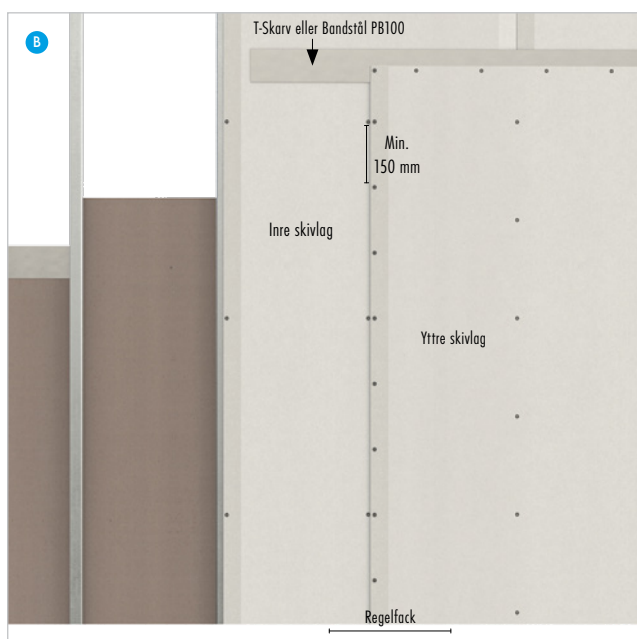 B
T-Skarv eller Bandstål PB100
Min.
150 mm
Inre skivlag
Yttre skivlag
Regelfack